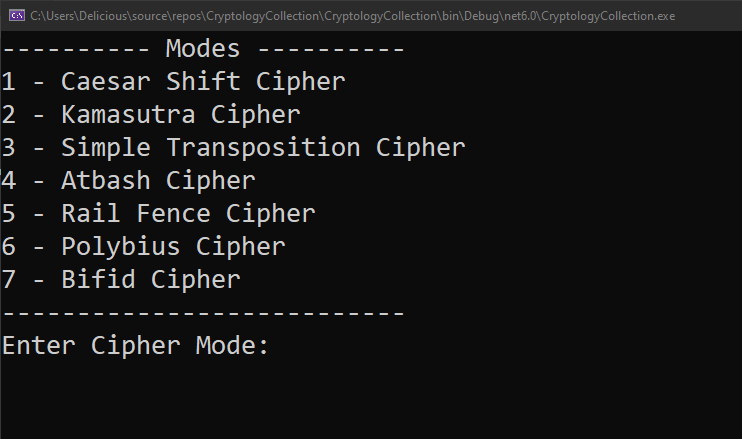 C:\Users\Delicious\source\repos\CryptologyCollection\CryptologyCollection\bin\Debug\net6.0\CryptologyCollection.exe
---------- Modes ----------
1 - Caesar Shift Cipher
2 - Kamasutra Cipher
3 - Simple Transposition Cipher
4 - Atbash Cipher
5 - Rail Fence Cipher
6 - Polybius Cipher
7 - Bifid Cipher
---------------------------
Enter Cipher Mode: